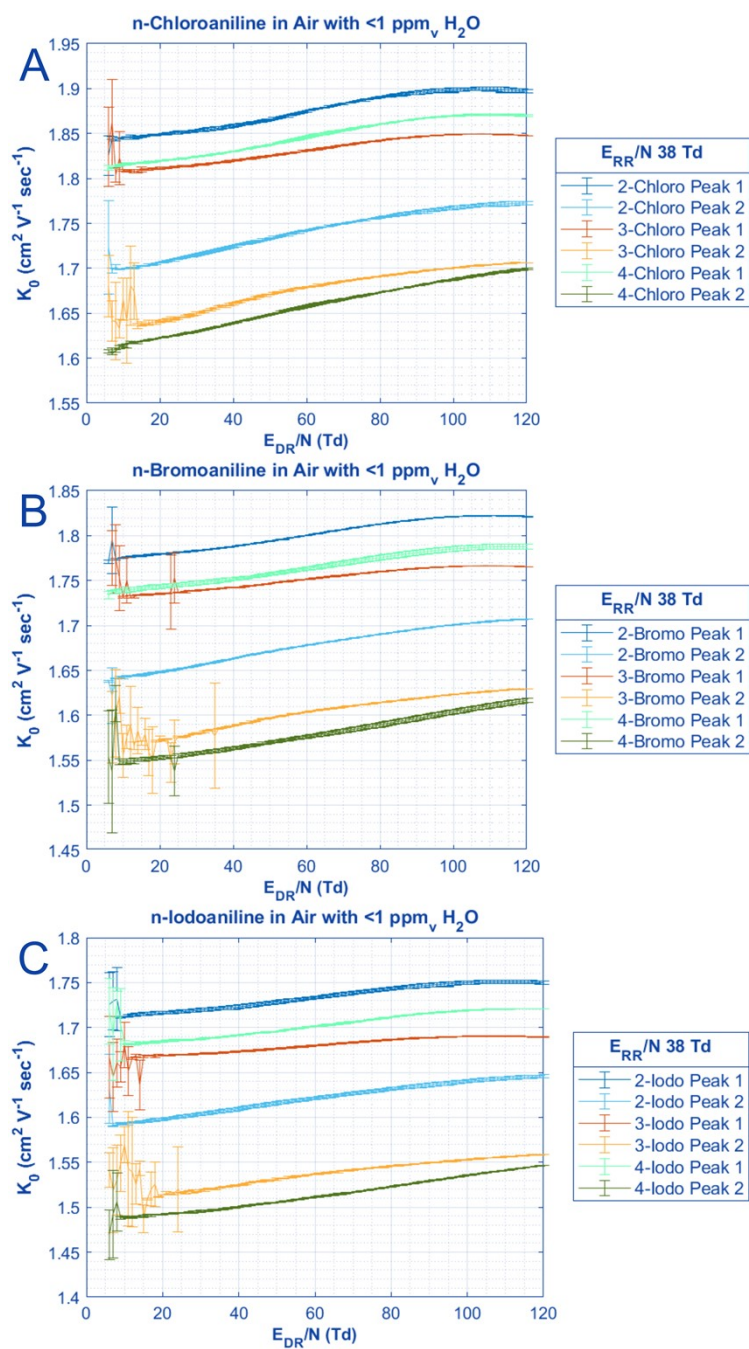 n-Chloroaniline in Air with <1 ppmv H2O
A
1.95
1.9
1.85
1.8
1.75
1.7
1.65
1.6
1.55
K0 (cm2 V-1 sec-1)
0 20 40 60 80 100 120
EDR/N (Td)
ERR/N 38 Td
2-Chloro Peak 1
2-Chloro Peak 2
3-Chloro Peak 1
3-Chloro Peak 2
4-Chloro Peak 1
4-Chloro Peak 2
n-Bromoaniline in Air with <1 ppmv H2O
B
1.85
1.8
1.75
1.7
1.65
1.6
1.55
1.5
1.45
K0 (cm2 V-1 sec-1)
0 20 40 60 80 100 120
EDR/N (Td)
ERR/N 38 Td
2-Bromo Peak 1
2-Bromo Peak 2
3-Bromo Peak 1
3-Bromo Peak 2
4-Bromo Peak 1
4-Bromo Peak 2
n-Iodoaniline in Air with <1 ppmv H2O
C
1.8
1.75
1.7
1.65
1.6
1.55
1.5
1.45
1.4
K0 (cm2 V-1 sec-1)
0 20 40 60 80 100 120
EDR/N (Td)
ERR/N 38 Td
2-Iodo Peak 1
2-Iodo Peak 2
3-Iodo Peak 1
3-Iodo Peak 2
4-Iodo Peak 1
4-Iodo Peak 2